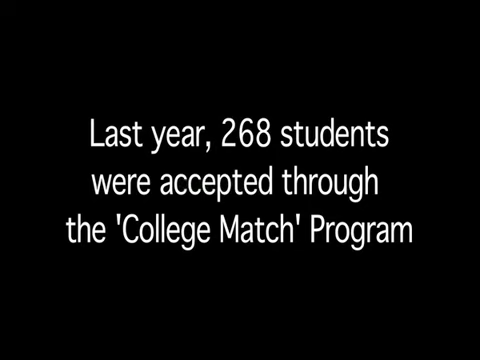 Last year, 268 students
were accepted through
the 'College Match' Program